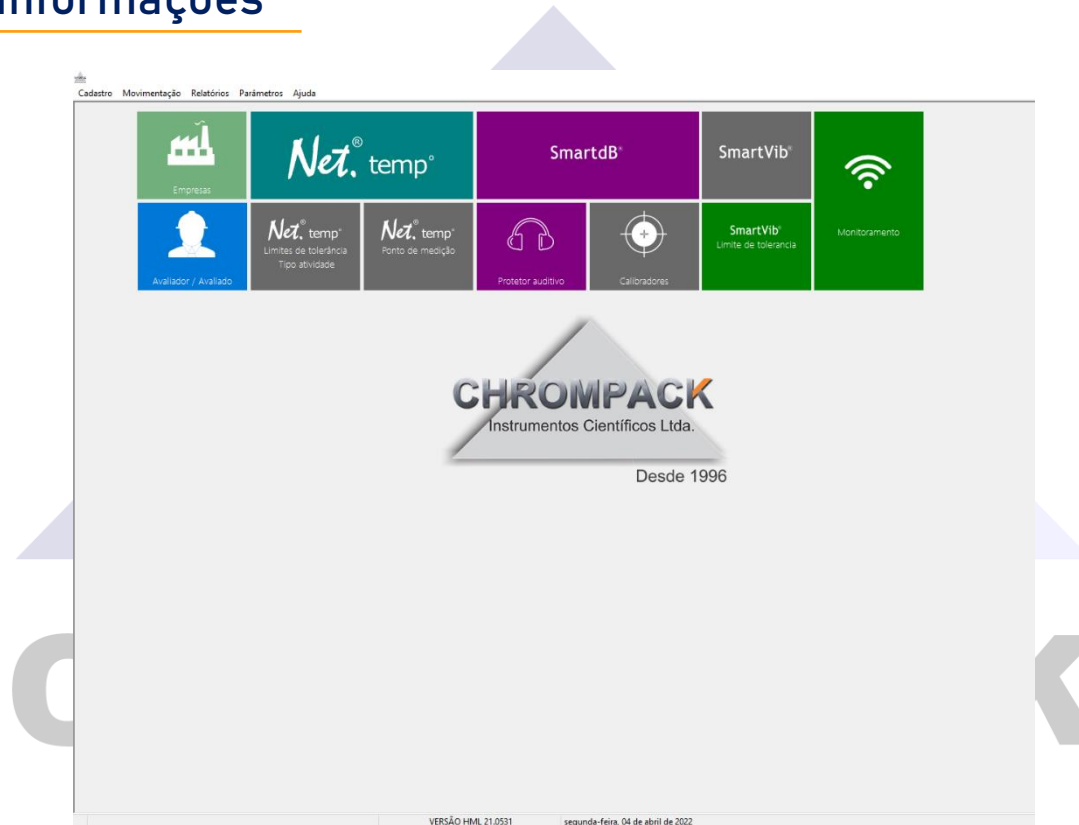 Informações
Cadastro Movimentação Relatórios Parâmetros Ajuda
Empresas
Net.® temp°
SmartdB®
SmartVib®
Monitoramento
Avaliador / Avaliado
Net.® temp°
Limites de tolerância
Tipo atividade
Net.® temp°
Ponto de medição
Protetor auditivo
Calibradores
SmartVib®
Limite de tolerancia
CHROMPACK
Instrumentos Científicos Ltda.
Desde 1996
VERSÃO HML 21.0531 segunda-feira, 04 de abril de 2022